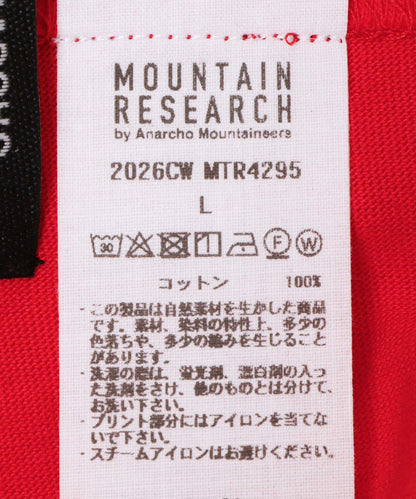 MOUNTAIN
RESEARCH
by Anarcho Mountaineers
2026CW MTR4295
L
30 F W
コットン 100%
・この製品は自然素材を生かした商品
です。素材、染料の特性上、多少の
色落ちや、多少の縮みを生じること
があります。
・洗濯の際は、蛍光剤、漂白剤の入っ
た洗剤をさけ、他のものとは分けて、
お洗い下さい。
・プリント部分にはアイロンを当てな
いで下さい。
・スチームアイロンはお避けください。